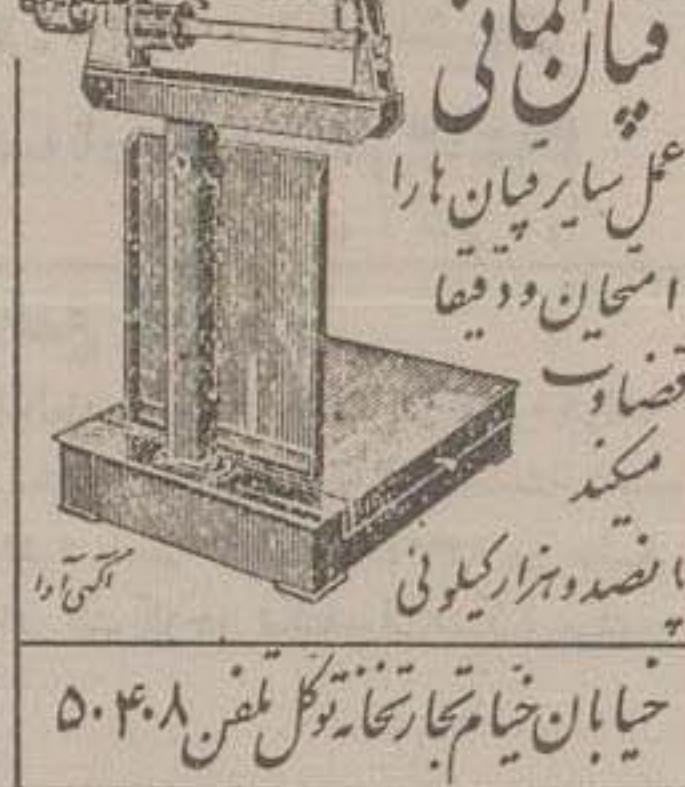 قپان آلمانی
عمل سایر قپان ها را
امتحان و دقیقا
قضاوت
میکند
پانصد و هزار کیلوئی
آگهی آوا
خیابان خیام تجارتخانه توکل تلفن ۵۰۴۰۸